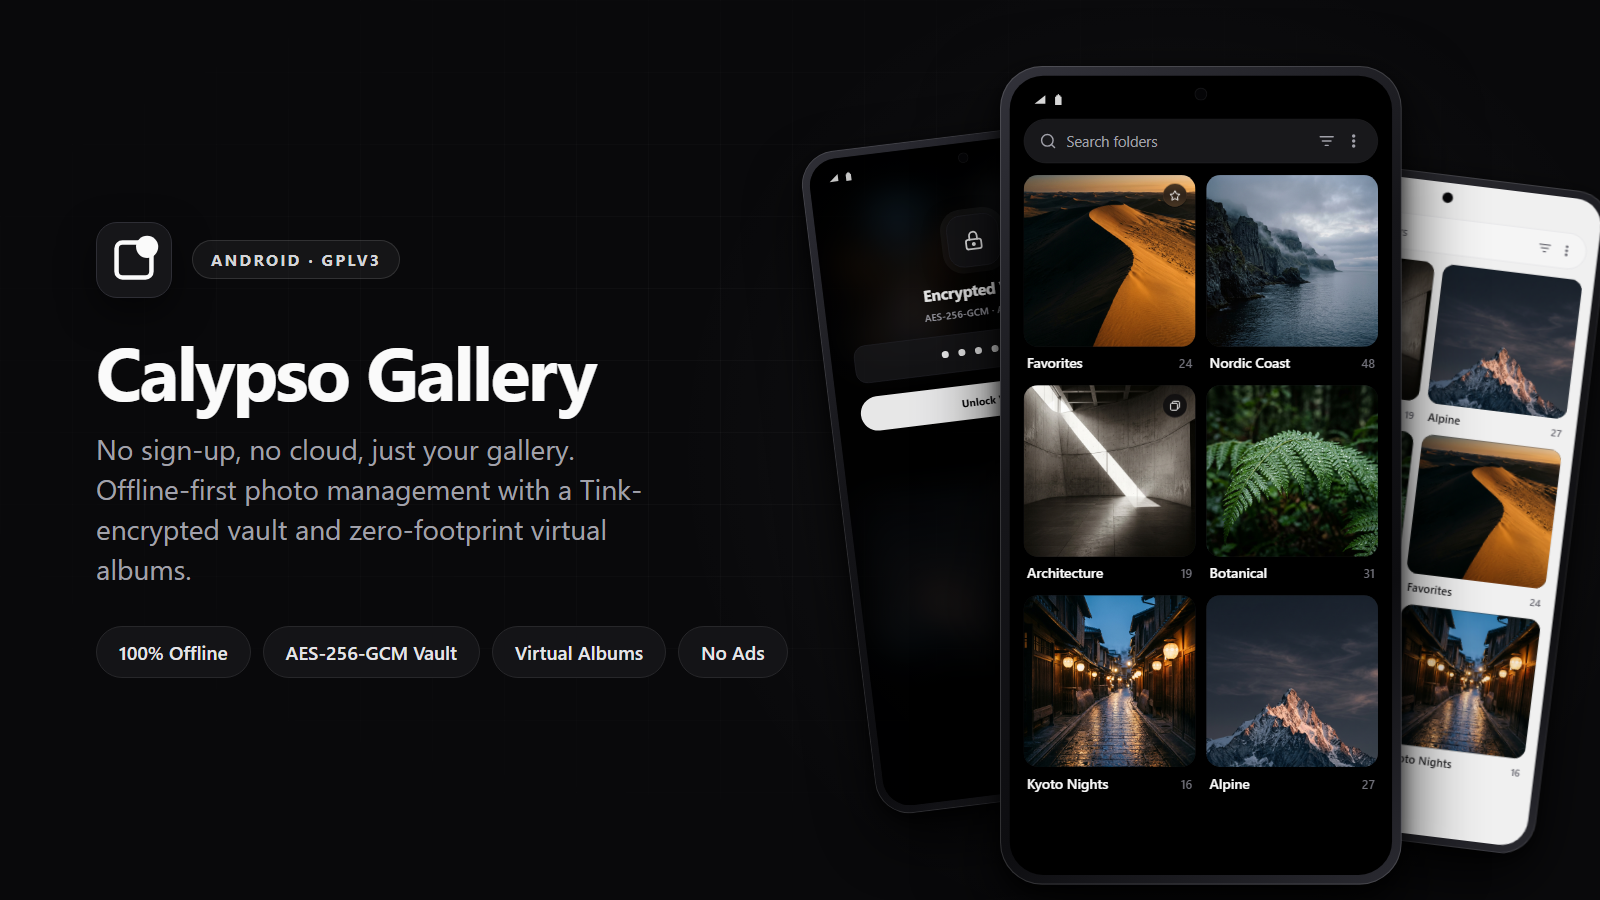 ANDROID · GPLV3
Calypso Gallery
No sign-up, no cloud, just your gallery.
Offline-first photo management with a Tink-
encrypted vault and zero-footprint virtual
albums.
100% Offline
AES-256-GCM Vault
Virtual Albums
No Ads
Encrypted
AES-256-GCM ·
Unlock
Search folders
Favorites 24
Nordic Coast 48
Architecture 19
Botanical 31
Kyoto Nights 16
Alpine 27
19
Alpine 27
Favorites 24
Nights 16